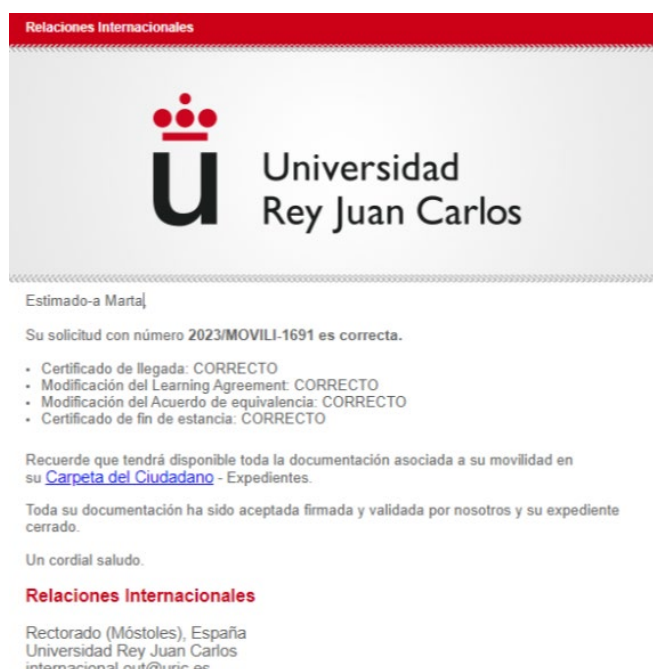 Relaciones Internacionales
Universidad
Rey Juan Carlos
Estimado-a Marta,
Su solicitud con número 2023/MOVILI-1691 es correcta.
• Certificado de llegada: CORRECTO
• Modificación del Learning Agreement: CORRECTO
• Modificación del Acuerdo de equivalencia: CORRECTO
• Certificado de fin de estancia: CORRECTO
Recuerde que tendrá disponible toda la documentación asociada a su movilidad en
su Carpeta del Ciudadano - Expedientes.
Toda su documentación ha sido aceptada firmada y validada por nosotros y su expediente
cerrado.
Un cordial saludo.
Relaciones Internacionales
Rectorado (Móstoles), España
Universidad Rey Juan Carlos
internacional.out@urjc.es